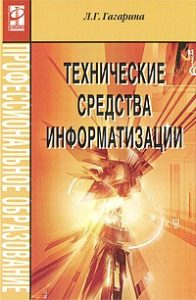 Л.Г. Гагарина
ТЕХНИЧЕСКИЕ
СРЕДСТВА
ИНФОРМАТИЗАЦИИ
ПРОФЕССИОНАЛЬНОЕ ОБРАЗОВАНИЕ